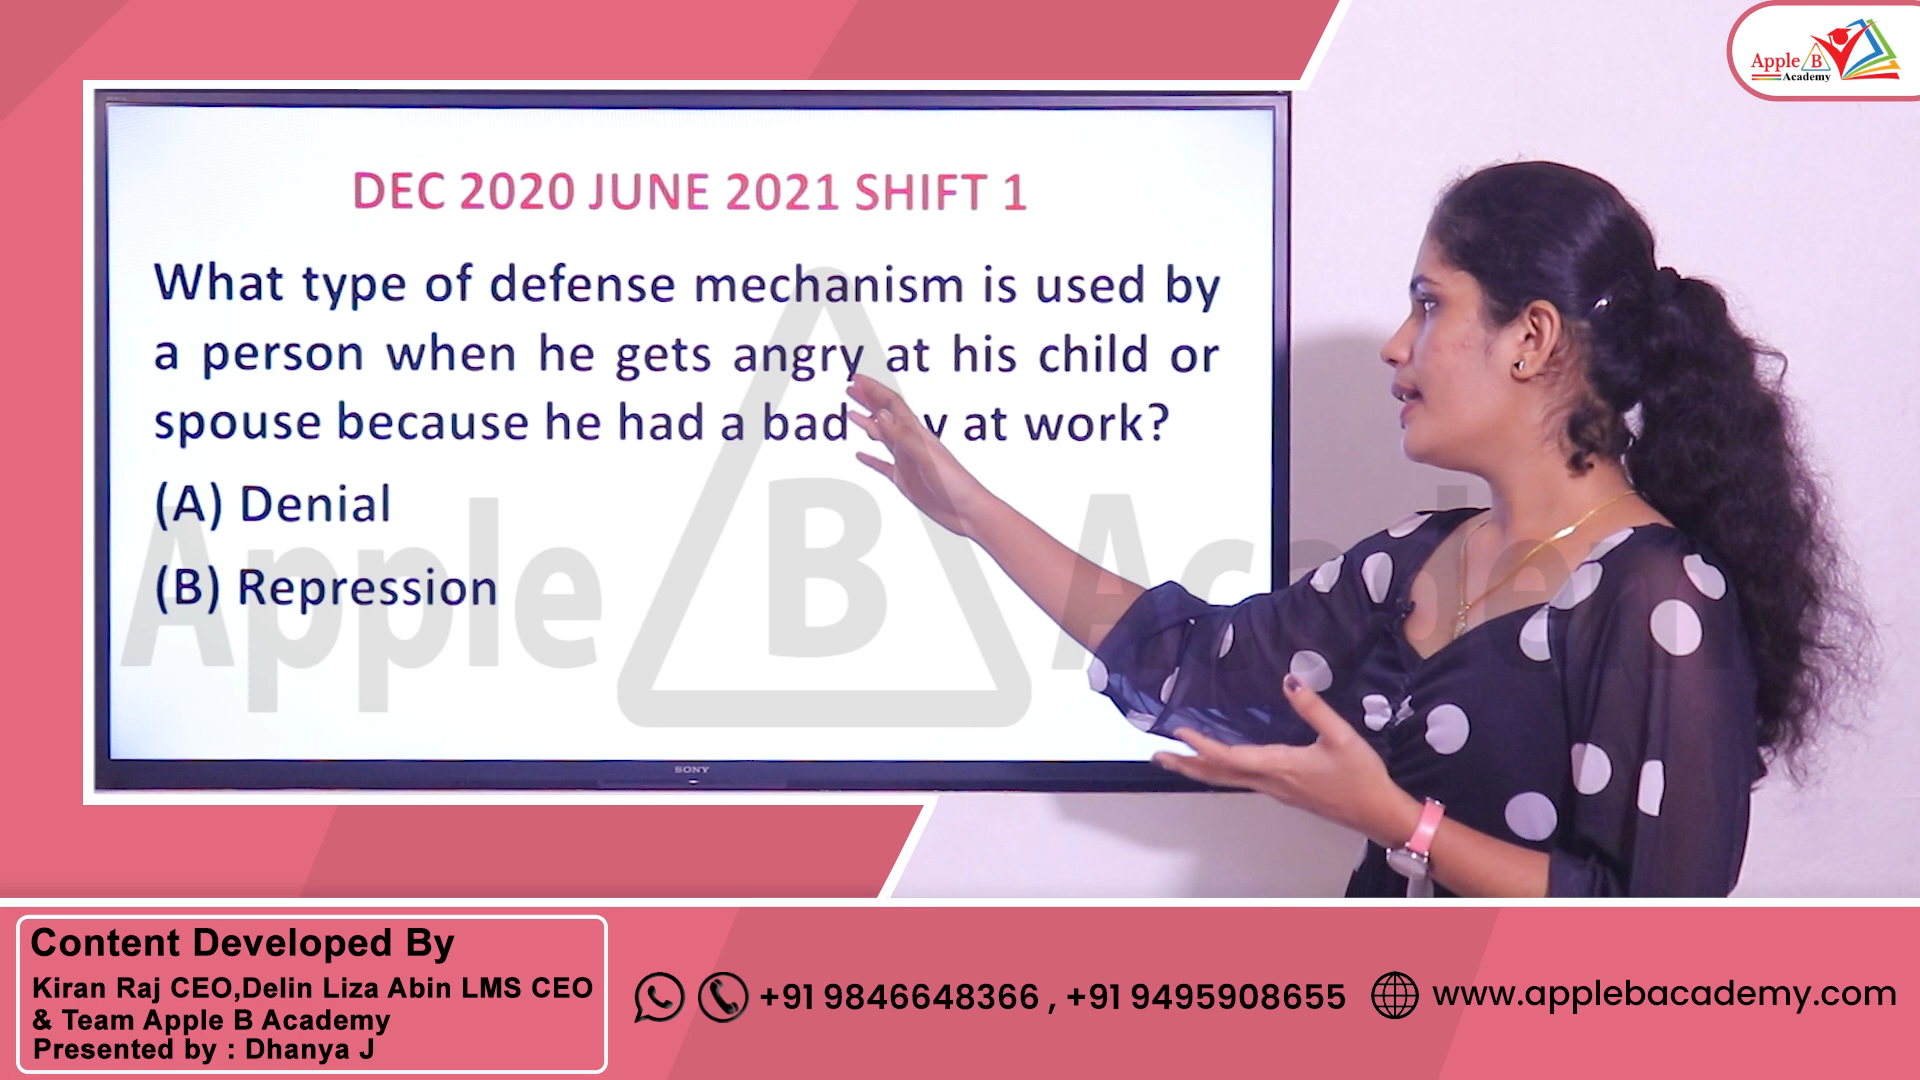 Apple B
Academy
DEC 2020 JUNE 2021 SHIFT 1
What type of defense mechanism is used by
a person when he gets angry at his child or
spouse because he had a bad at work?
(A) Denial
(B) Repression
Apple B Academ
SONY
Content Developed By
Kiran Raj CEO,Delin Liza Abin LMS CEO
& Team Apple B Academy
Presented by : Dhanya J
+91 9846648366 , +91 9495908655
www.applebacademy.com